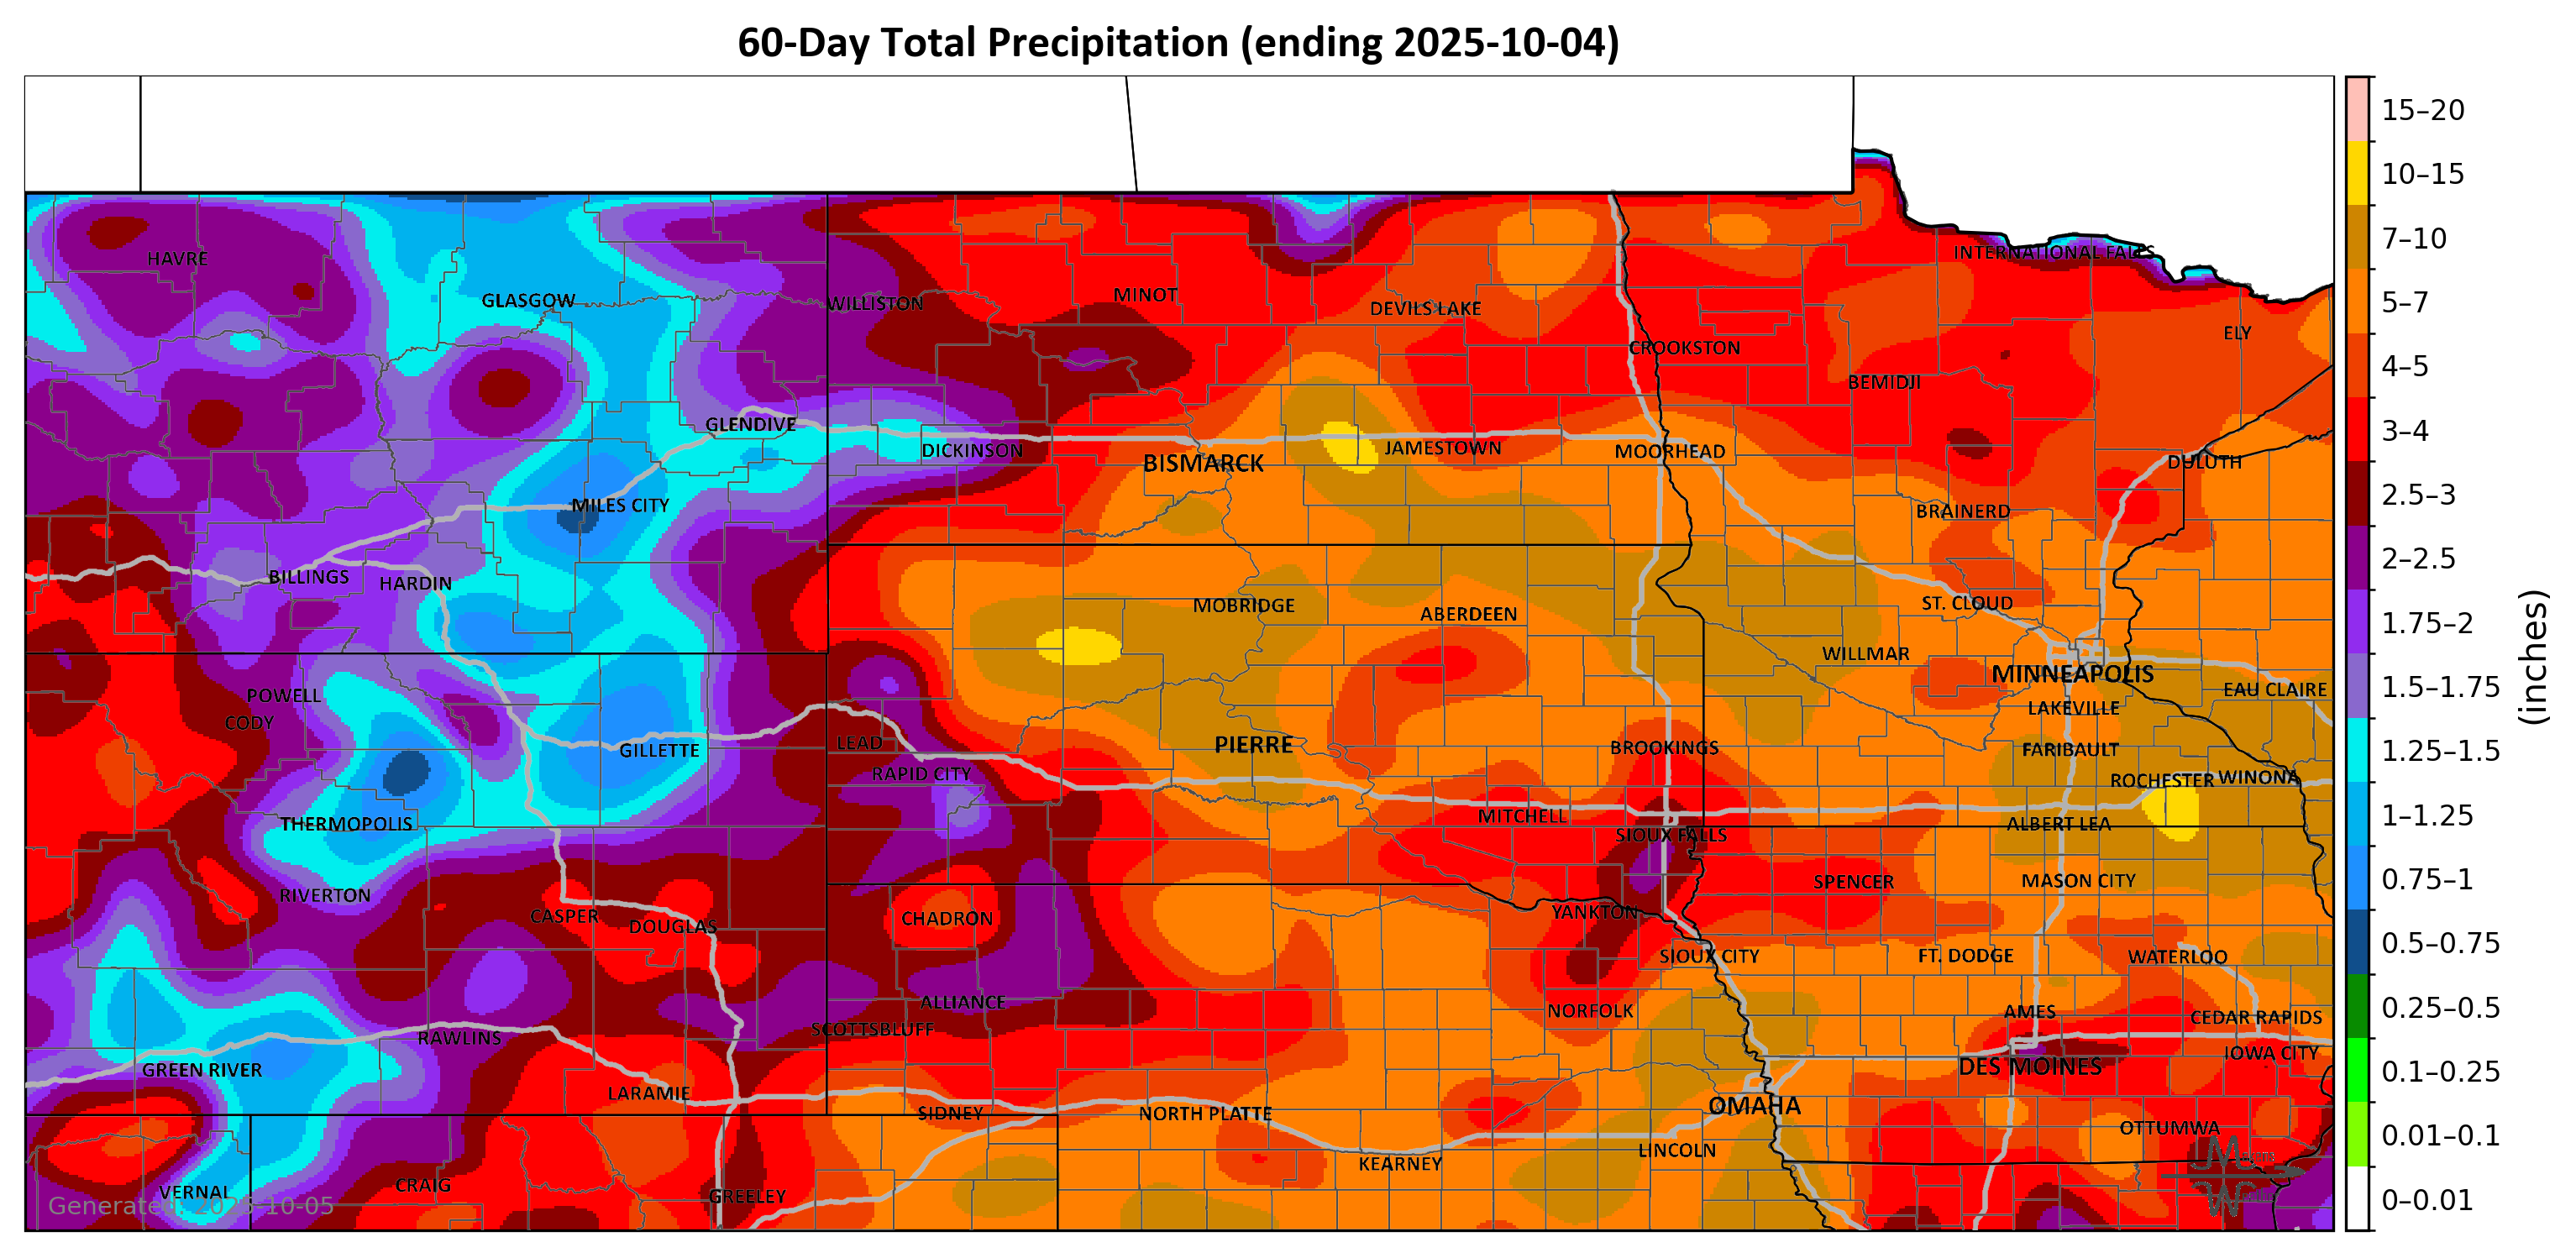 60-Day Total Precipitation (ending 2025-10-04)
15–20
10–15
7–10
5–7
4–5
3–4
2.5–3
2–2.5
1.75–2
1.5–1.75
1.25–1.5
1–1.25
0.75–1
0.5–0.75
0.25–0.5
0.1–0.25
0.01–0.1
0–0.01
(inches)
HAVRE
INTERNATIONAL FALLS
GLASGOW
WILLISTON
MINOT
DEVILS LAKE
ELY
CROOKSTON
BEMIDJI
GLENDIVE
DICKINSON
BISMARCK
JAMESTOWN
MOORHEAD
DULUTH
MILES CITY
BRAINERD
BILLINGS
HARDIN
MOBRIDGE
ABERDEEN
ST. CLOUD
WILLMAR
MINNEAPOLIS
POWELL
EAU CLAIRE
CODY
LAKEVILLE
GILLETTE
LEAD
PIERRE
BROOKINGS
FARIBAULT
RAPID CITY
ROCHESTER
WINONA
THERMOPOLIS
MITCHELL
ALBERT LEA
SIOUX FALLS
RIVERTON
SPENCER
MASON CITY
CASPER
DOUGLAS
CHADRON
YANKTON
SIOUX CITY
FT. DODGE
WATERLOO
ALLIANCE
NORFOLK
AMES
CEDAR RAPIDS
SCOTTSBLUFF
RAWLINS
IOWA CITY
GREEN RIVER
DES MOINES
LARAMIE
SIDNEY
NORTH PLATTE
OMAHA
OTTUMWA
LINCOLN
KEARNEY
VERNAL
CRAIG
GREELEY
Generated: 2025-10-05